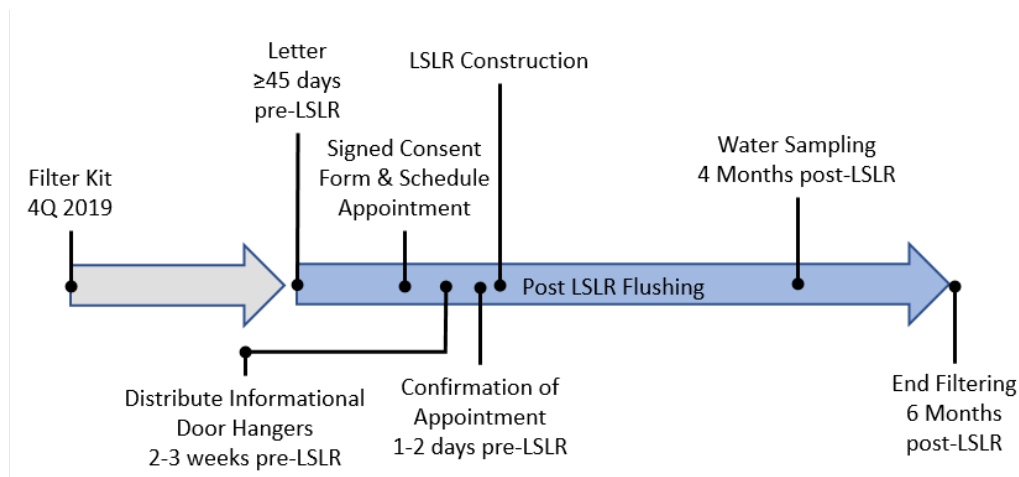 Letter
≥45 days
pre-LSLR
LSLR Construction
Signed Consent
Form & Schedule
Appointment
Water Sampling
4 Months post-LSLR
Filter Kit
4Q 2019
Post LSLR Flushing
Distribute Informational
Door Hangers
2-3 weeks pre-LSLR
Confirmation of
Appointment
1-2 days pre-LSLR
End Filtering
6 Months
post-LSLR